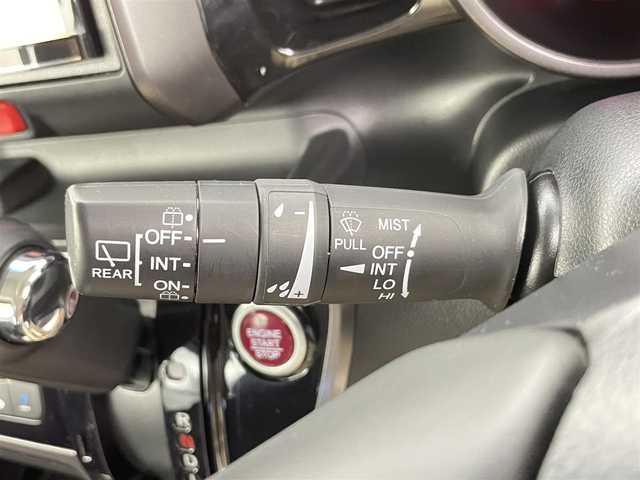 OFF
INT
ON
REAR
PULL
MIST
OFF
INT
LO
HI
ENGINE
START
STOP
R
N
D